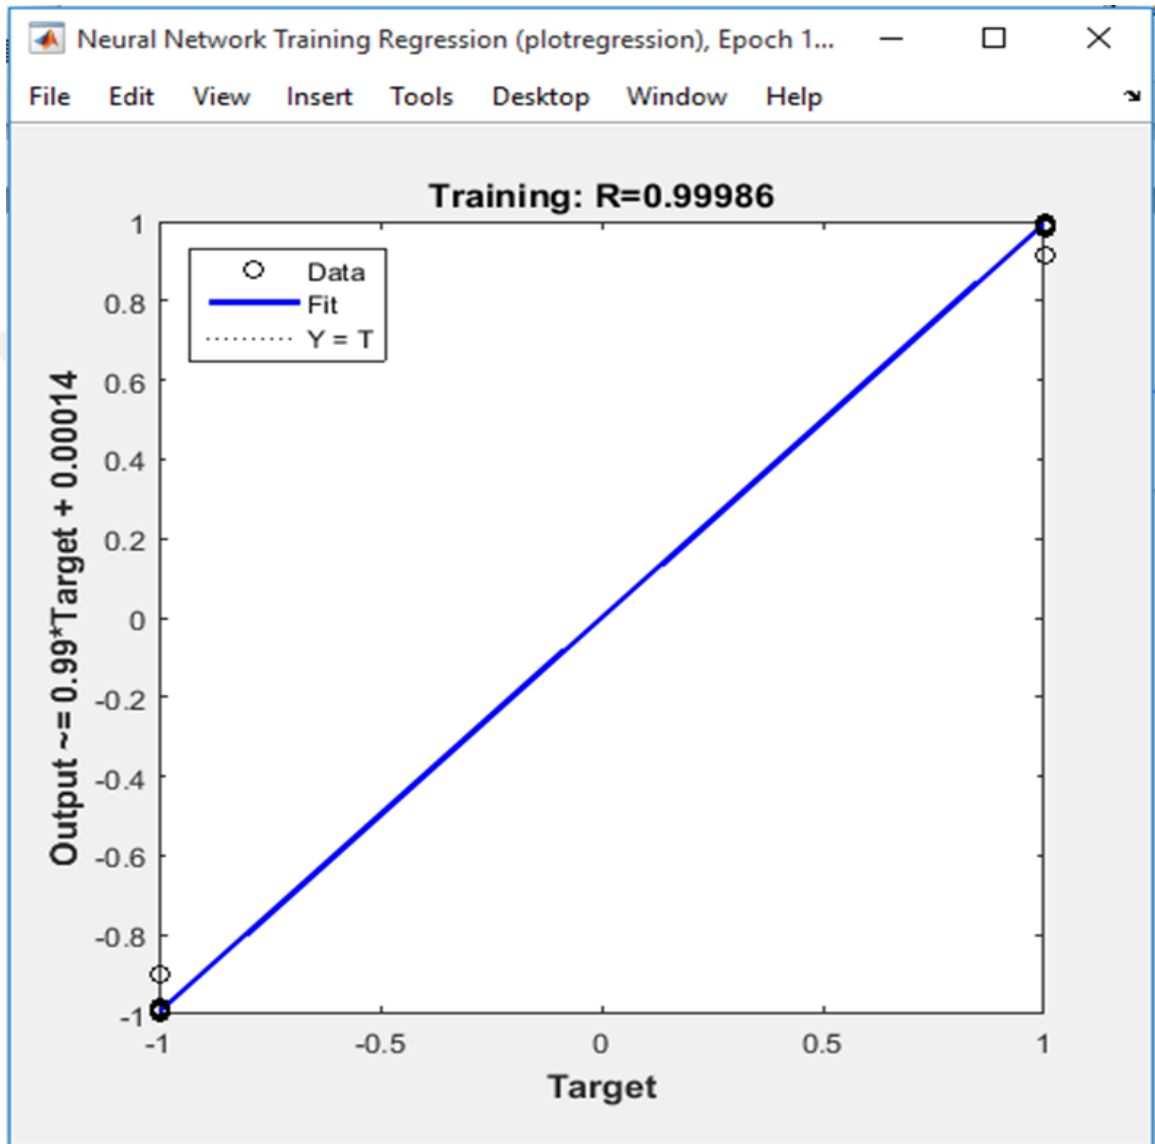 Neural Network Training Regression (plotregression), Epoch 1...
File Edit View Insert Tools Desktop Window Help
Training: R=0.99986
Data
Fit
Y = T
Output ~= 0.99*Target + 0.00014
1
0.8
0.6
0.4
0.2
0
-0.2
-0.4
-0.6
-0.8
-1
-1 -0.5 0 0.5 1
Target